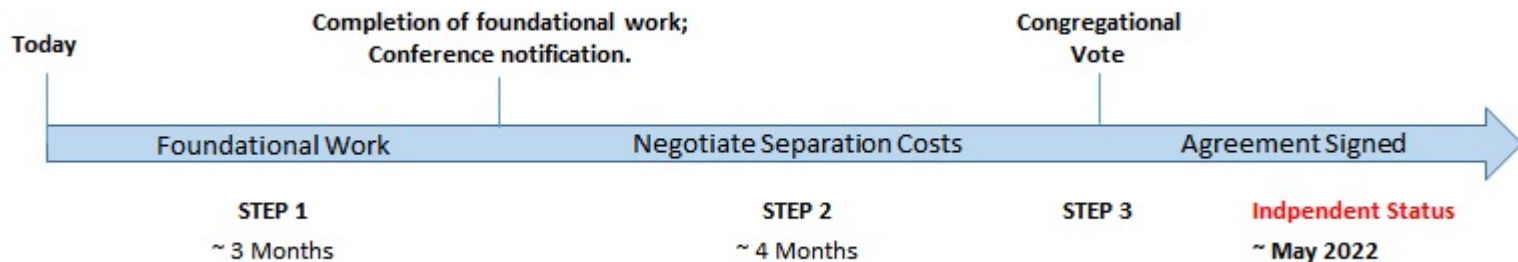 Today
Completion of foundational work;
Conference notification.
Congregational
Vote
Foundational Work
Negotiate Separation Costs
Agreement Signed
STEP 1
~ 3 Months
STEP 2
~ 4 Months
STEP 3
Indpendent Status
~ May 2022